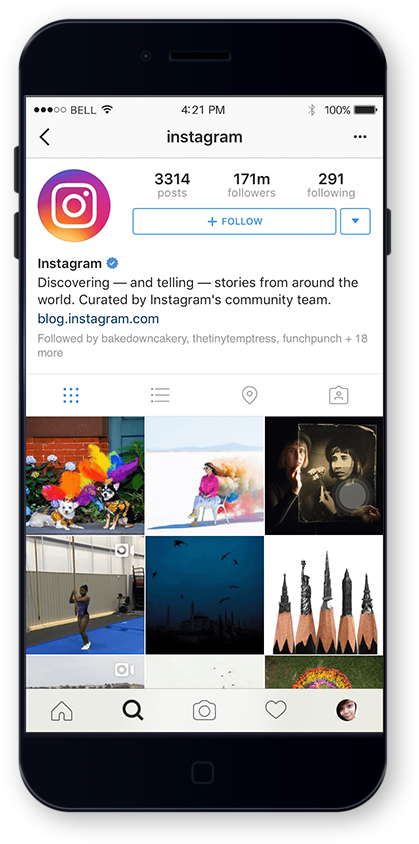 BELL 4:21 PM 100%
instagram
3314 171m 291
posts followers following
+ FOLLOW
Instagram
Discovering — and telling — stories from around the
world. Curated by Instagram's community team.
blog.instagram.com
Followed by bakedowncakery, thetinytemptress, funchpunch + 18
more